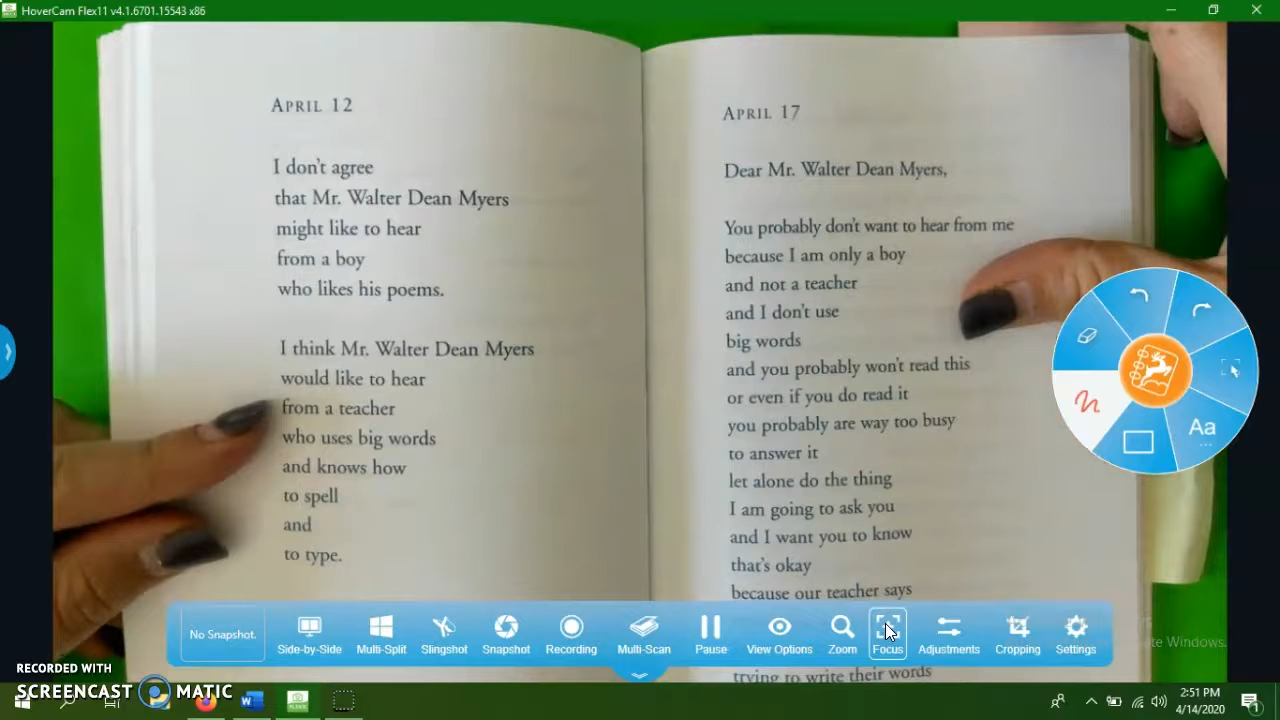 HoverCam Flex11 v4.1.6701.15543 x86
APRIL 12
I don't agree
that Mr. Walter Dean Myers
might like to hear
from a boy
who likes his poems.
I think Mr. Walter Dean Myers
would like to hear
from a teacher
who uses big words
and knows how
to spell
and
to type.
APRIL 17
Dear Mr. Walter Dean Myers,
You probably don't want to hear from me
because I am only a boy
and not a teacher
and I don't use
big words
and you probably won't read this
or even if you do read it
you probably are way too busy
to answer it
let alone do the thing
I am going to ask you
and I want you to know
that's okay
because our teacher says
trying to write their words
Aa
No Snapshot.
Side-by-Side
Multi-Split
Slingshot
Snapshot
Recording
Multi-Scan
Pause
View Options
Zoom
Focus
Adjustments
Cropping
Settings
Windows.
RECORDED WITH
SCREENCAST MATIC
2:51 PM
4/14/2020